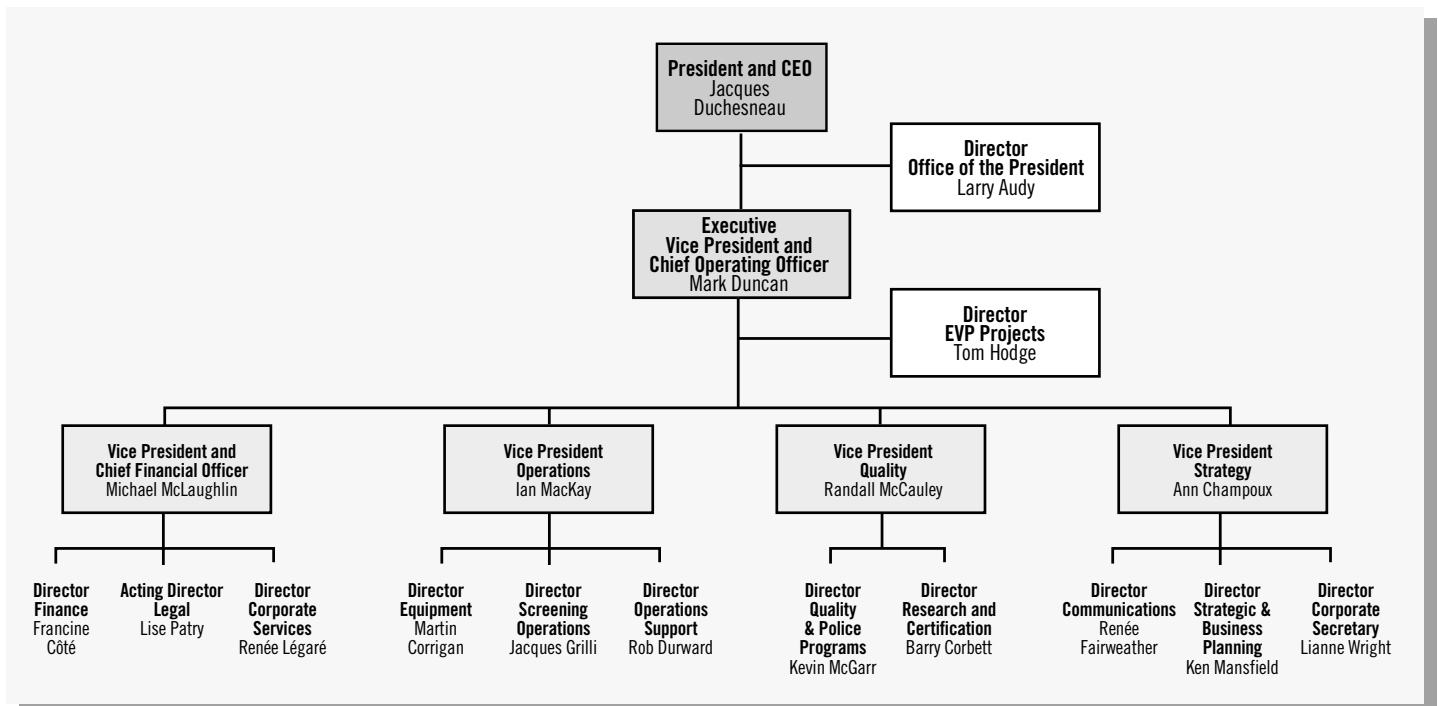 President and CEO
Jacques
Duchesneau
Director
Office of the President
Larry Audy
Executive
Vice President and
Chief Operating Officer
Mark Duncan
Director
EVP Projects
Tom Hodge
Vice President and
Chief Financial Officer
Michael McLaughlin
Vice President
Operations
Ian MacKay
Vice President
Quality
Randall McCauley
Vice President
Strategy
Ann Champoux
Director
Finance
Francine
Côté
Acting Director
Legal
Lise Patry
Director
Corporate
Services
Renée Légaré
Director
Equipment
Martin
Corrigan
Director
Screening
Operations
Jacques Grilli
Director
Operations
Support
Rob Durward
Director
Quality
& Police
Programs
Kevin McGarr
Director
Research and
Certification
Barry Corbett
Director
Communications
Renée
Fairweather
Director
Strategic &
Business
Planning
Ken Mansfield
Director
Corporate
Secretary
Lianne Wright